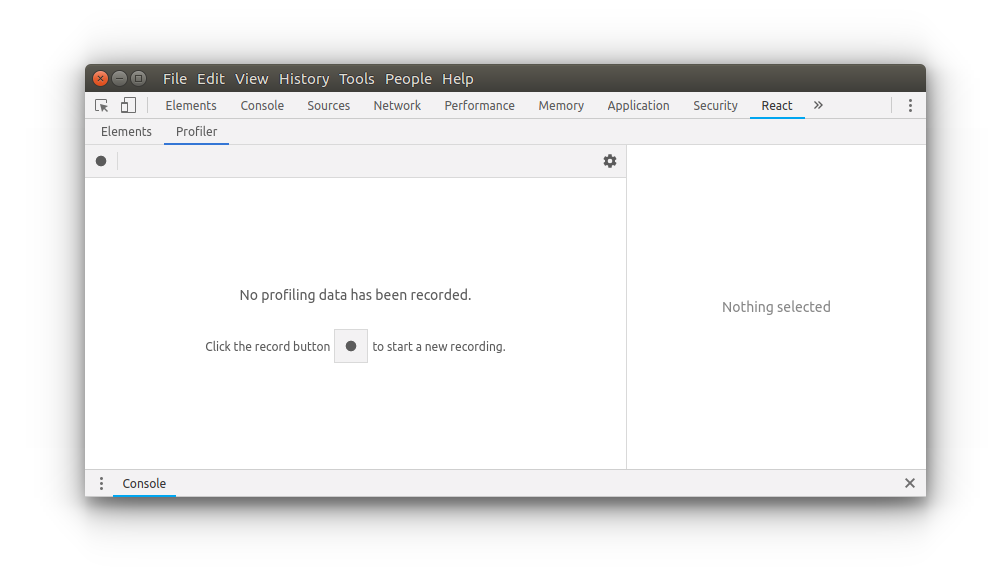 File Edit View History Tools People Help
Elements Console Sources Network Performance Memory Application Security React »
Elements Profiler
No profiling data has been recorded.
Click the record button to start a new recording.
Nothing selected
Console